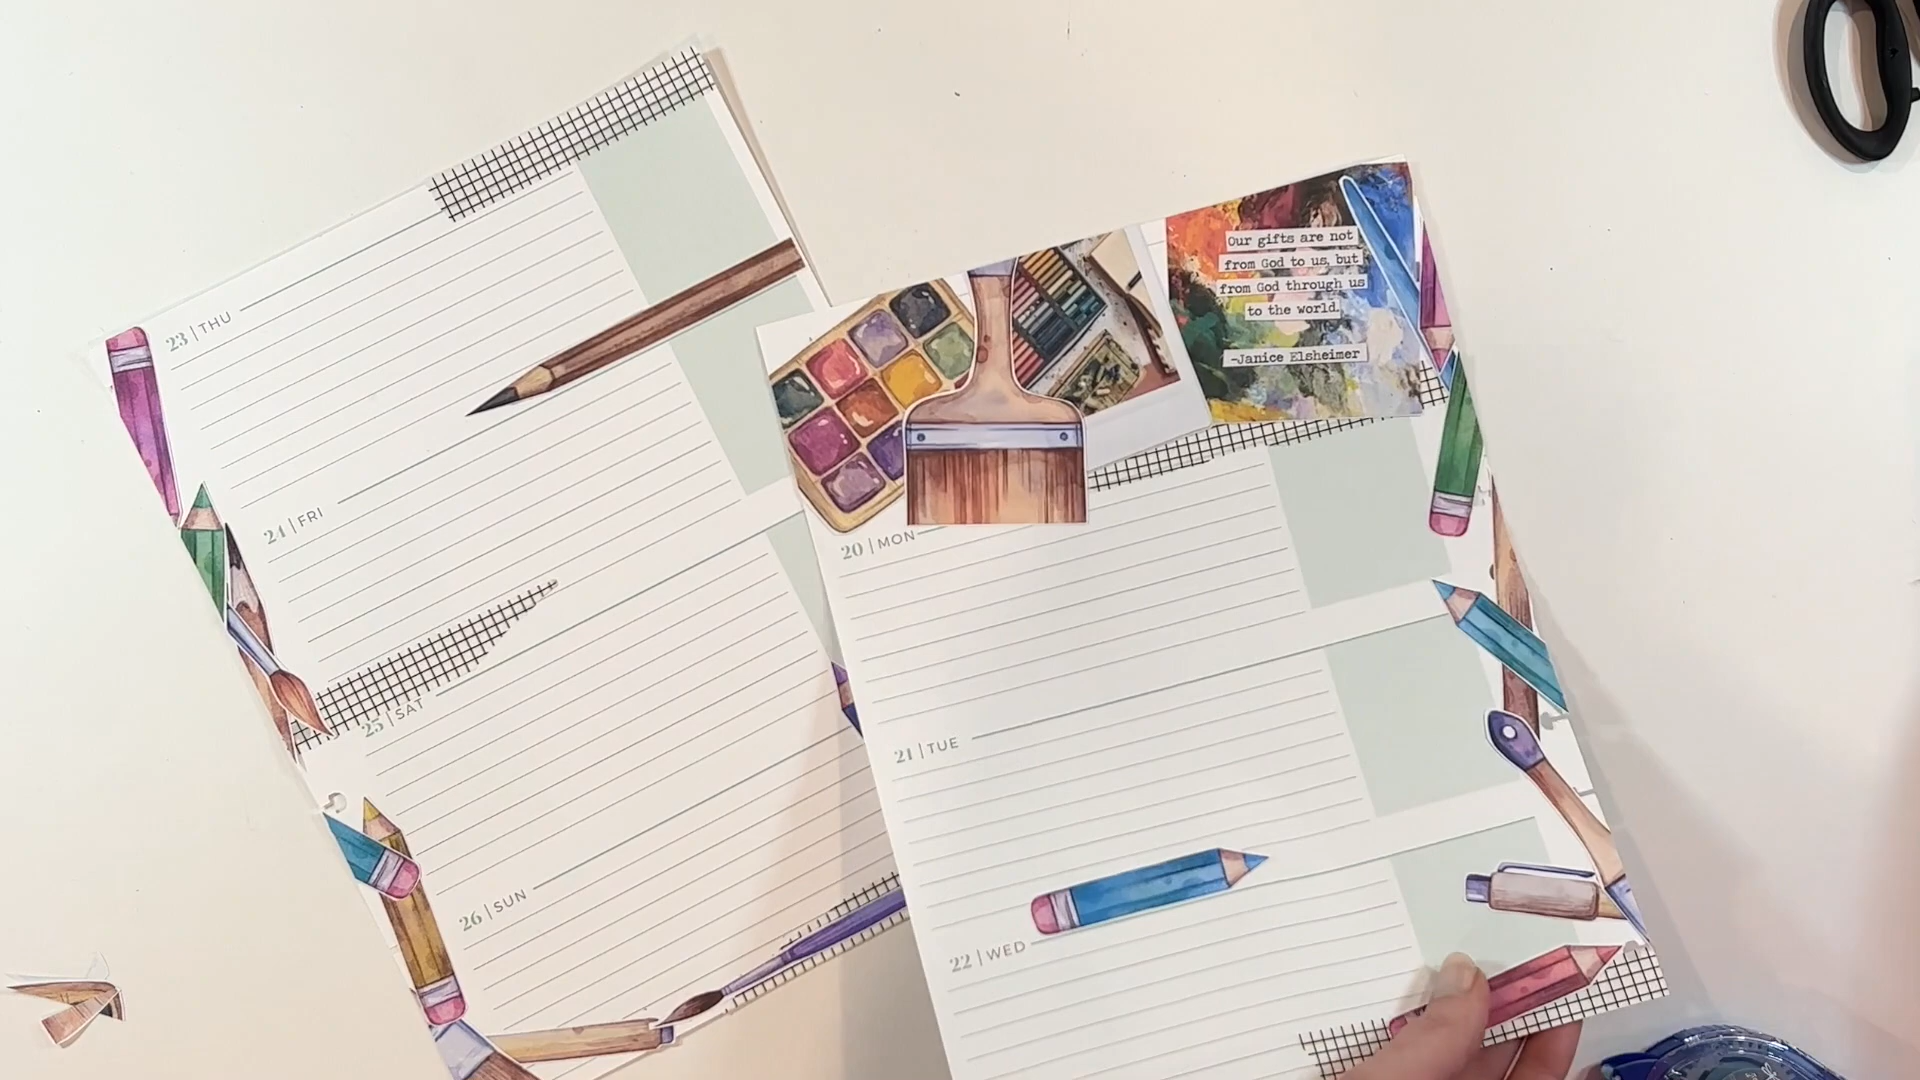 23 | THU
24 | FRI
25 | SAT
26 | SUN
Our gifts are not
from God to us, but
from God through us
to the world.
-Janice Elsheimer
20 | MON
21 | TUE
22 | WED